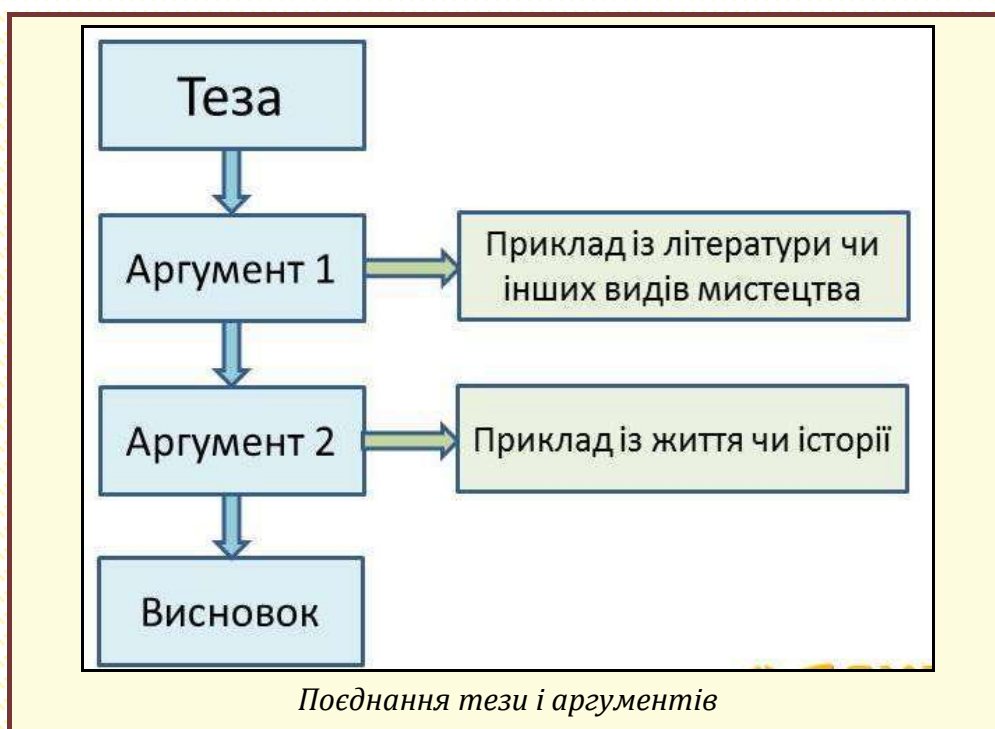 Теза
Аргумент 1
Приклад із літератури чи
інших видів мистецтва
Аргумент 2
Приклад із життя чи історії
Висновок
Поєднання тези і аргументів